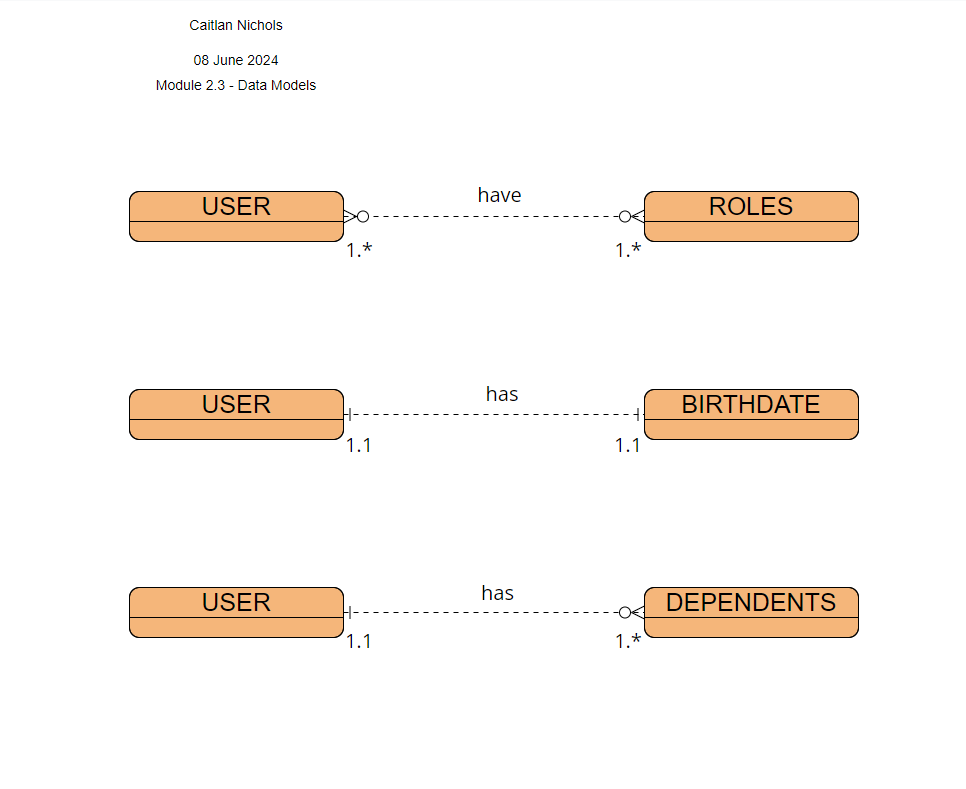 Caitlan Nichols
08 June 2024
Module 2.3 - Data Models
have
USER
ROLES
1.*
1.*
has
USER
BIRTHDATE
1.1
1.1
has
USER
DEPENDENTS
1.1
1.*